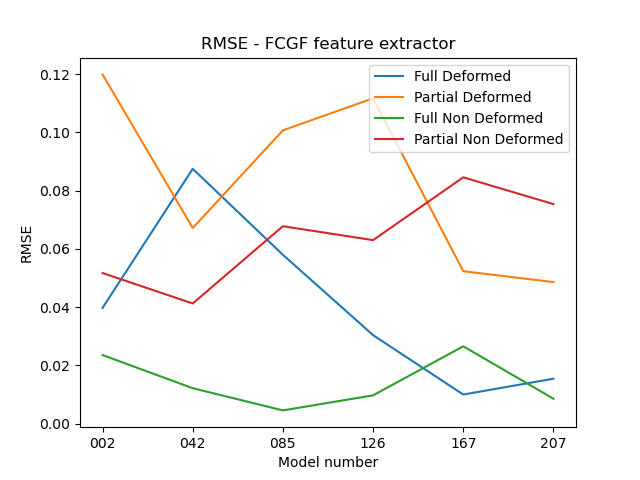 RMSE - FCGF feature extractor
Full Deformed
Partial Deformed
Full Non Deformed
Partial Non Deformed
RMSE
0.12
0.10
0.08
0.06
0.04
0.02
0.00
002 042 085 126 167 207
Model number